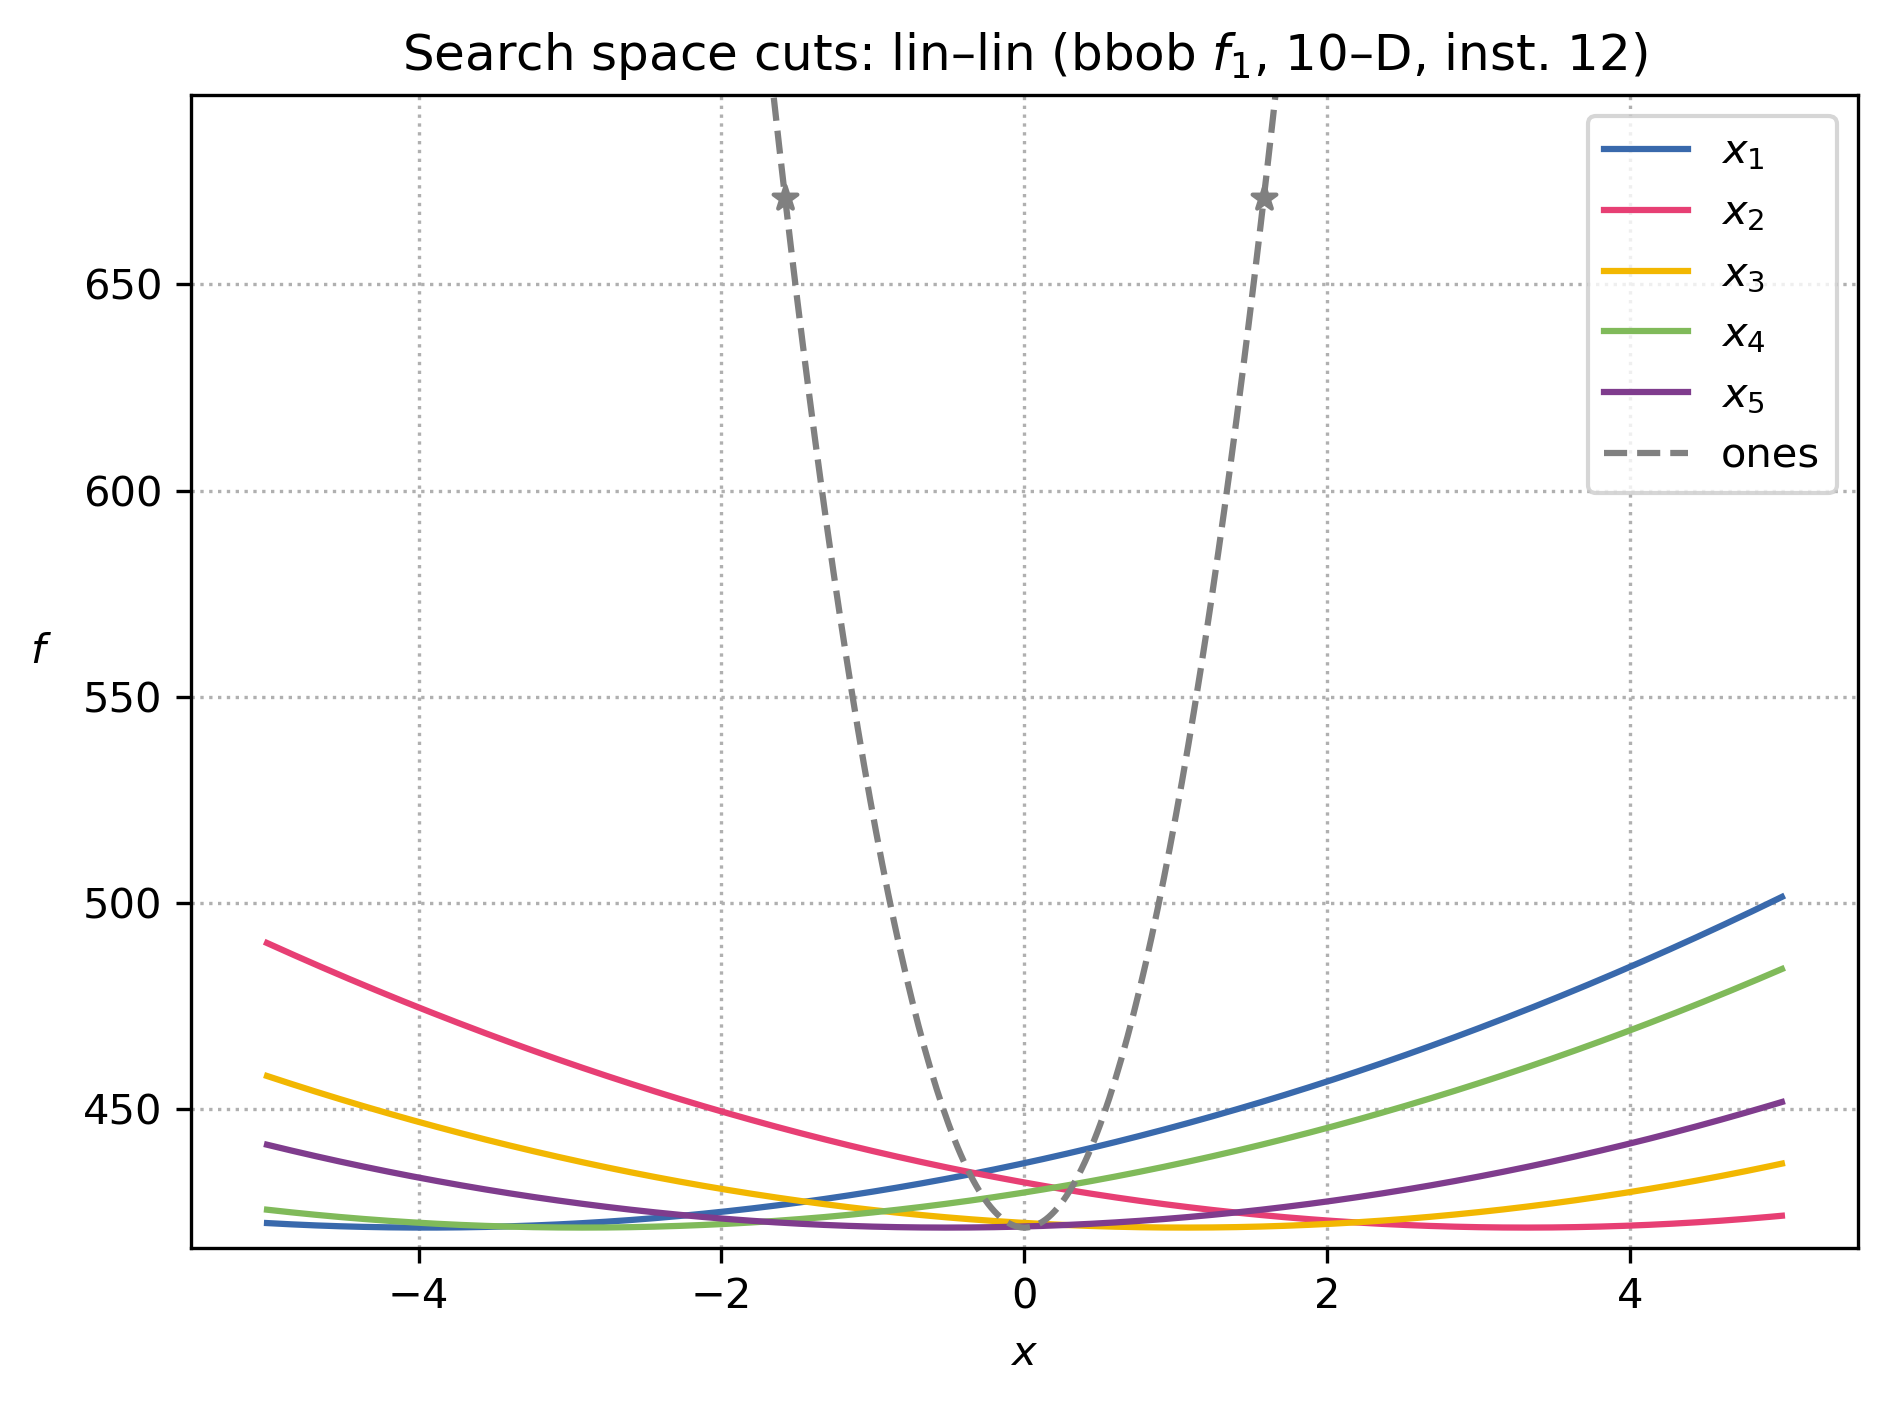 Search space cuts: lin–lin (bbob f₁, 10–D, inst. 12)
x₁
x₂
x₃
x₄
x₅
ones
650
600
550
500
450
f
−4
−2
0
2
4
x